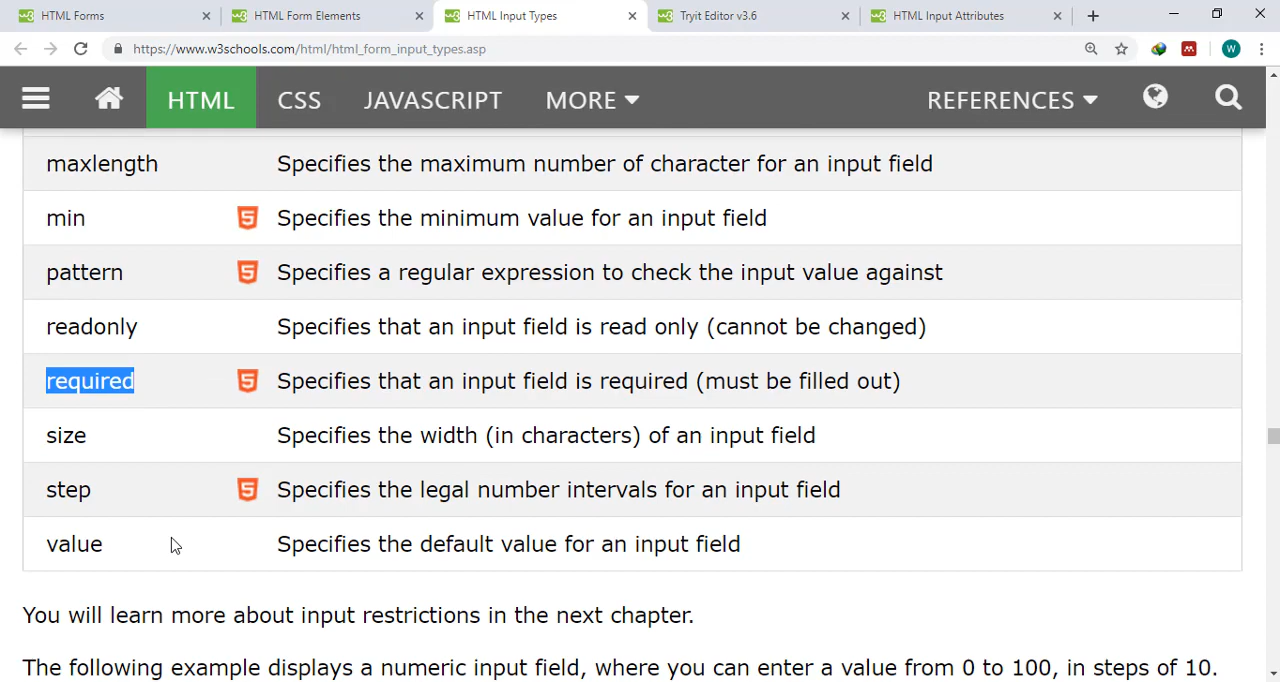 HTML Forms
HTML Form Elements
HTML Input Types
Tryit Editor v3.6
HTML Input Attributes
https://www.w3schools.com/html/html_form_input_types.asp
W
HTML CSS JAVASCRIPT MORE REFERENCES
maxlength Specifies the maximum number of character for an input field
min 5 Specifies the minimum value for an input field
pattern 5 Specifies a regular expression to check the input value against
readonly Specifies that an input field is read only (cannot be changed)
required 5 Specifies that an input field is required (must be filled out)
size Specifies the width (in characters) of an input field
step 5 Specifies the legal number intervals for an input field
value Specifies the default value for an input field
You will learn more about input restrictions in the next chapter.
The following example displays a numeric input field, where you can enter a value from 0 to 100, in steps of 10.